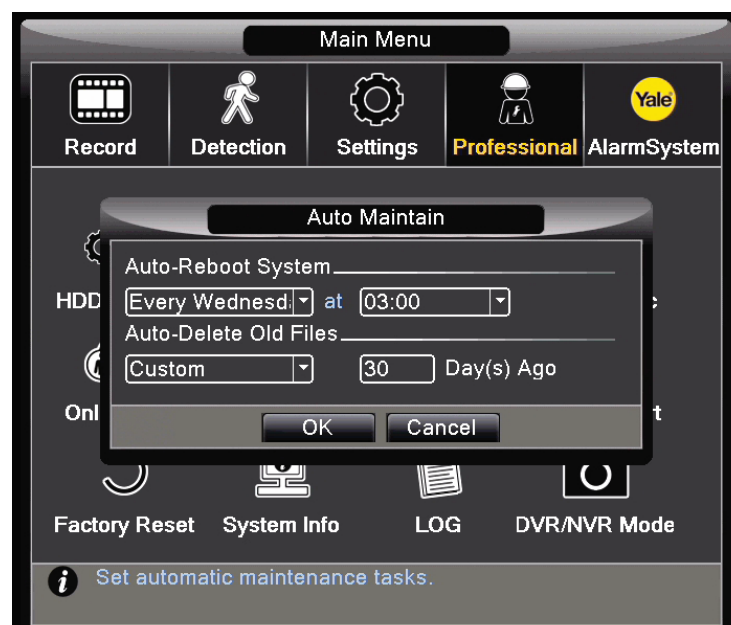 Main Menu
Record Detection Settings Professional Yale AlarmSystem
Auto Maintain
Auto-Reboot System
HDD
Every Wednesd at 03:00
Auto-Delete Old Files
Custom 30 Day(s) Ago
Onl
OK Cancel
Factory Reset System Info LOG DVR/NVR Mode
Set automatic maintenance tasks.